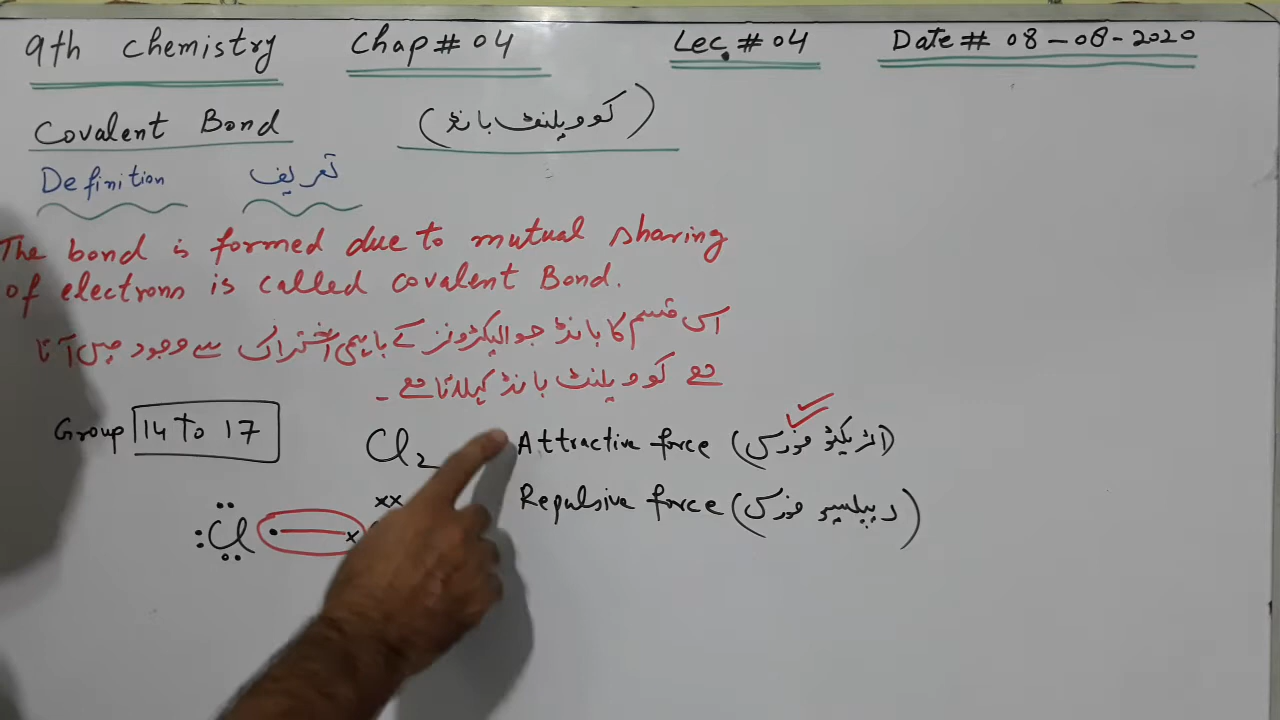 9th Chemistry Chap # 04 Lec. # 04 Date # 08-08-2020
Covalent Bond (کوویلنٹ بانڈ)
Definition تعریف
The bond is formed due to mutual sharing
of electrons is called covalent Bond.
اس قسم کا بانڈ جو الیکڑونز کے باہمی اشتراک سے وجود میں آتا
ہے کوویلنٹ بانڈ کہلاتا ہے۔
Group 14 To 17
Cl2 Attractive force (اٹریکٹو فورس)
Repulsive force (ریپلسیو فورس)
Cl